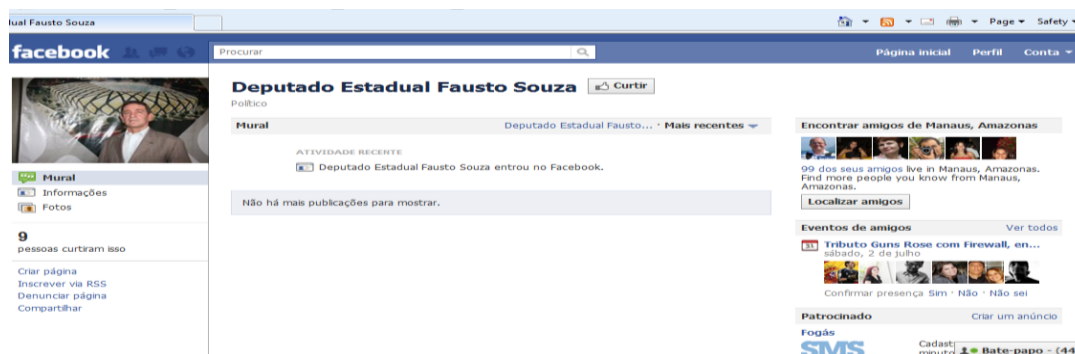 ual Fausto Souza
Page Safety
facebook
Procurar
Página inicial Perfil Conta
Deputado Estadual Fausto Souza Curtir
Político
Mural Deputado Estadual Fausto... · Mais recentes
ATIVIDADE RECENTE
Deputado Estadual Fausto Souza entrou no Facebook.
Não há mais publicações para mostrar.
Mural
Informações
Fotos
9
pessoas curtiram isso
Criar página
Inscrever via RSS
Denunciar página
Compartilhar
Encontrar amigos de Manaus, Amazonas
99 dos seus amigos live in Manaus, Amazonas.
Find more people you know from Manaus,
Amazonas.
Localizar amigos
Eventos de amigos Ver todos
31
Tributo Guns Rose com Firewall, en...
sábado, 2 de julho
Confirmar presença Sim · Não · Não sei
Patrocinado Criar um anúncio
Fogás
SMS
Cadast
minuto
Bate-papo - (44